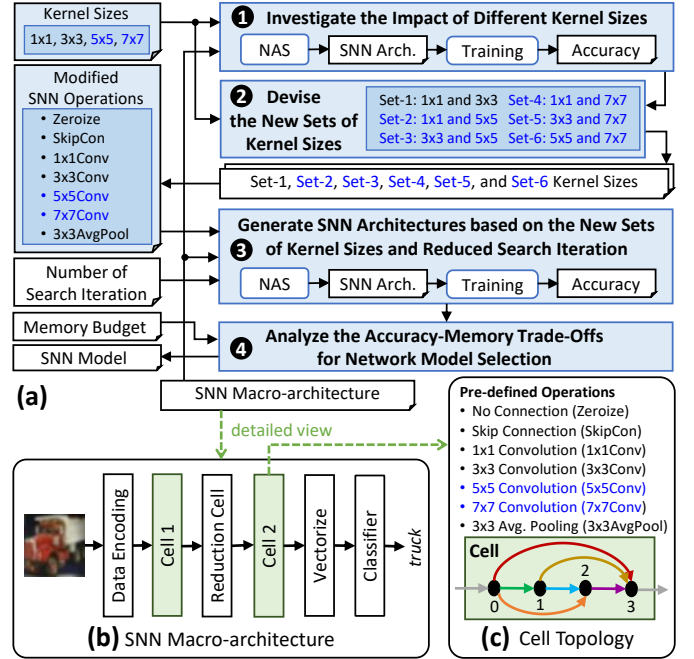 Kernel Sizes
1x1, 3x3, 5x5, 7x7
Modified
SNN Operations
• Zeroize
• SkipCon
• 1x1Conv
• 3x3Conv
• 5x5Conv
• 7x7Conv
• 3x3AvgPool
Number of
Search Iteration
Memory Budget
SNN Model
(a)
1 Investigate the Impact of Different Kernel Sizes
NAS
SNN Arch.
Training
Accuracy
2 Devise
the New Sets of
Kernel Sizes
Set-1: 1x1 and 3x3 Set-4: 1x1 and 7x7
Set-2: 1x1 and 5x5 Set-5: 3x3 and 7x7
Set-3: 3x3 and 5x5 Set-6: 5x5 and 7x7
Set-1, Set-2, Set-3, Set-4, Set-5, and Set-6 Kernel Sizes
Generate SNN Architectures based on the New Sets
3 of Kernel Sizes and Reduced Search Iteration
NAS
SNN Arch.
Training
Accuracy
4 Analyze the Accuracy-Memory Trade-Offs
for Network Model Selection
SNN Macro-architecture
detailed view
Data Encoding
Cell 1
Reduction Cell
Cell 2
Vectorize
Classifier
truck
(b) SNN Macro-architecture
Pre-defined Operations
• No Connection (Zeroize)
• Skip Connection (SkipCon)
• 1x1 Convolution (1x1Conv)
• 3x3 Convolution (3x3Conv)
• 5x5 Convolution (5x5Conv)
• 7x7 Convolution (7x7Conv)
• 3x3 Avg. Pooling (3x3AvgPool)
Cell
0
1
2
3
(c) Cell Topology